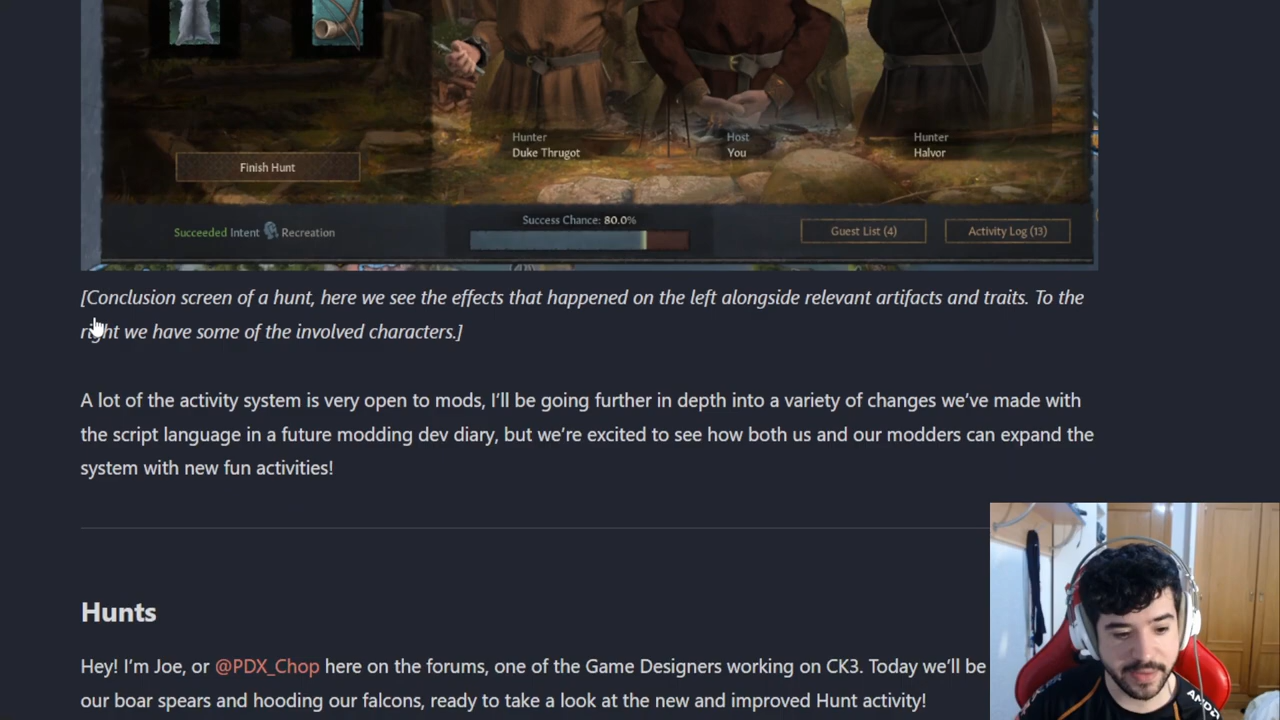 Hunter
Duke Thrugot
Host
You
Hunter
Halvor
Finish Hunt
Succeeded Intent Recreation
Success Chance: 80.0%
Guest List (4)
Activity Log (13)
[Conclusion screen of a hunt, here we see the effects that happened on the left alongside relevant artifacts and traits. To the
right we have some of the involved characters.]
A lot of the activity system is very open to mods, I’ll be going further in depth into a variety of changes we’ve made with
the script language in a future modding dev diary, but we’re excited to see how both us and our modders can expand the
system with new fun activities!
Hunts
Hey! I’m Joe, or @PDX_Chop here on the forums, one of the Game Designers working on CK3. Today we’ll be
our boar spears and hooding our falcons, ready to take a look at the new and improved Hunt activity!
AMD